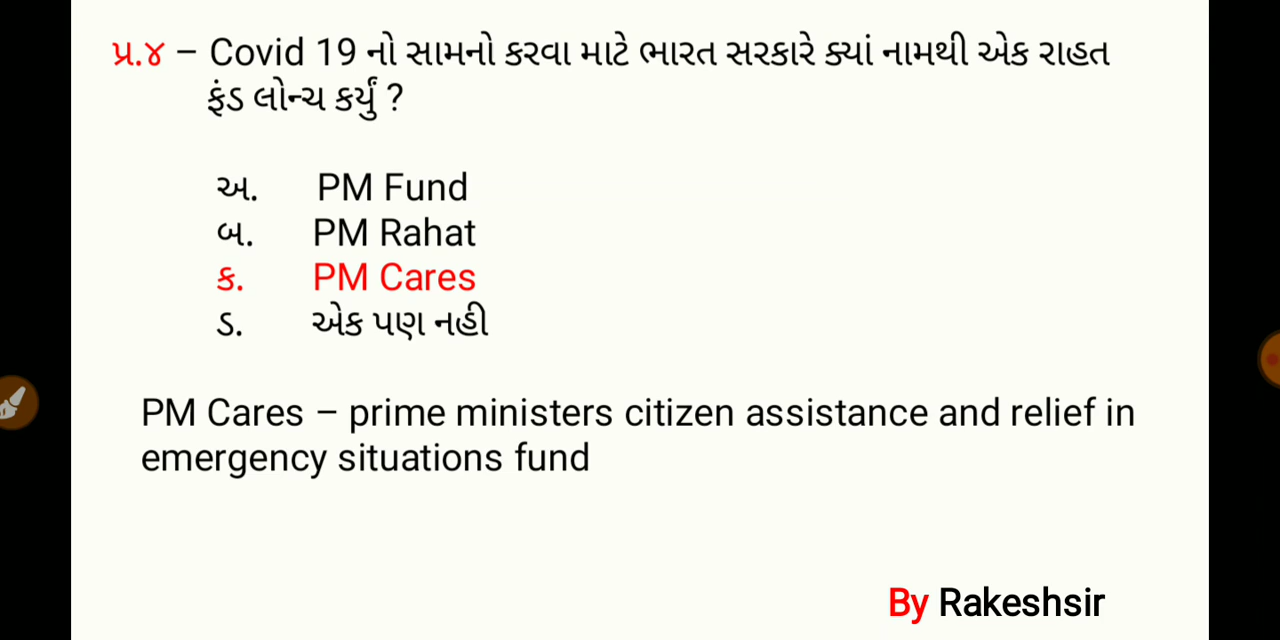 પ્ર.૪ – Covid 19 નો સામનો કરવા માટે ભારત સરકારે ક્યાં નામથી એક રાહત
ફંડ લોન્ચ કર્યું ?
અ. PM Fund
બ. PM Rahat
ક. PM Cares
ડ. એક પણ નહી
PM Cares – prime ministers citizen assistance and relief in
emergency situations fund
By Rakeshsir